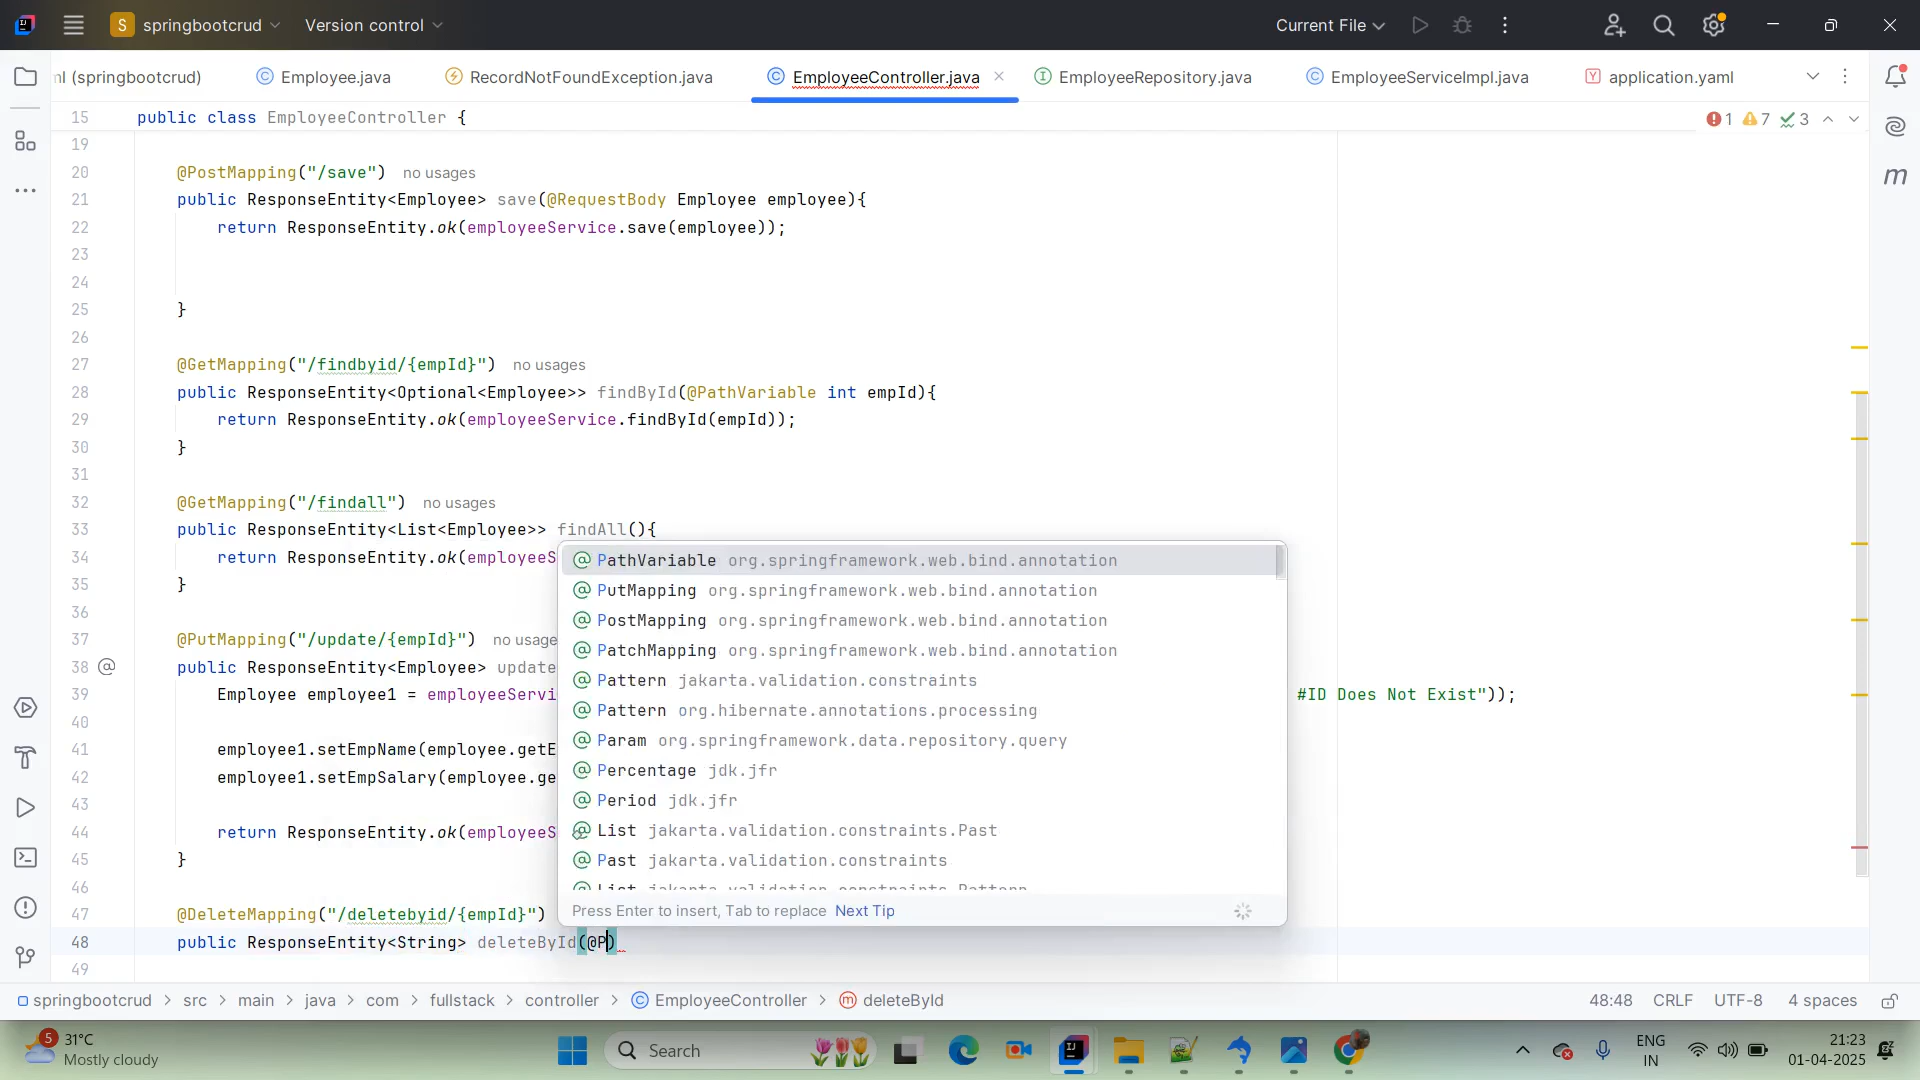 S springbootcrud Version control Current File
ml (springbootcrud) Employee.java RecordNotFoundException.java EmployeeController.java EmployeeRepository.java EmployeeServiceImpl.java application.yaml
15 public class EmployeeController { 1 7 3
19
20 @PostMapping("/save") no usages
21 public ResponseEntity<Employee> save(@RequestBody Employee employee){
22 return ResponseEntity.ok(employeeService.save(employee));
23
24
25 }
26
27 @GetMapping("/findbyid/{empId}") no usages
28 public ResponseEntity<Optional<Employee>> findById(@PathVariable int empId){
29 return ResponseEntity.ok(employeeService.findById(empId));
30 }
31
32 @GetMapping("/findall") no usages
33 public ResponseEntity<List<Employee>> findAll(){
34 return ResponseEntity.ok(employeeS
35 }
36
37 @PutMapping("/update/{empId}") no usage
38 public ResponseEntity<Employee> update
39 Employee employee1 = employeeServi #ID Does Not Exist"));
40
41 employee1.setEmpName(employee.getE
42 employee1.setEmpSalary(employee.ge
43
44 return ResponseEntity.ok(employeeS
45 }
46
47 @DeleteMapping("/deletebyid/{empId}")
48 public ResponseEntity<String> deleteById(@P)
49
PathVariable org.springframework.web.bind.annotation
PutMapping org.springframework.web.bind.annotation
PostMapping org.springframework.web.bind.annotation
PatchMapping org.springframework.web.bind.annotation
Pattern jakarta.validation.constraints
Pattern org.hibernate.annotations.processing
Param org.springframework.data.repository.query
Percentage jdk.jfr
Period jdk.jfr
List jakarta.validation.constraints.Past
Past jakarta.validation.constraints
List jakarta.validation.constraints.Pattern
Press Enter to insert, Tab to replace Next Tip
springbootcrud > src > main > java > com > fullstack > controller > EmployeeController > deleteById 48:48 CRLF UTF-8 4 spaces
5 31°C
Mostly cloudy
Search
ENG
IN
21:23
01-04-2025